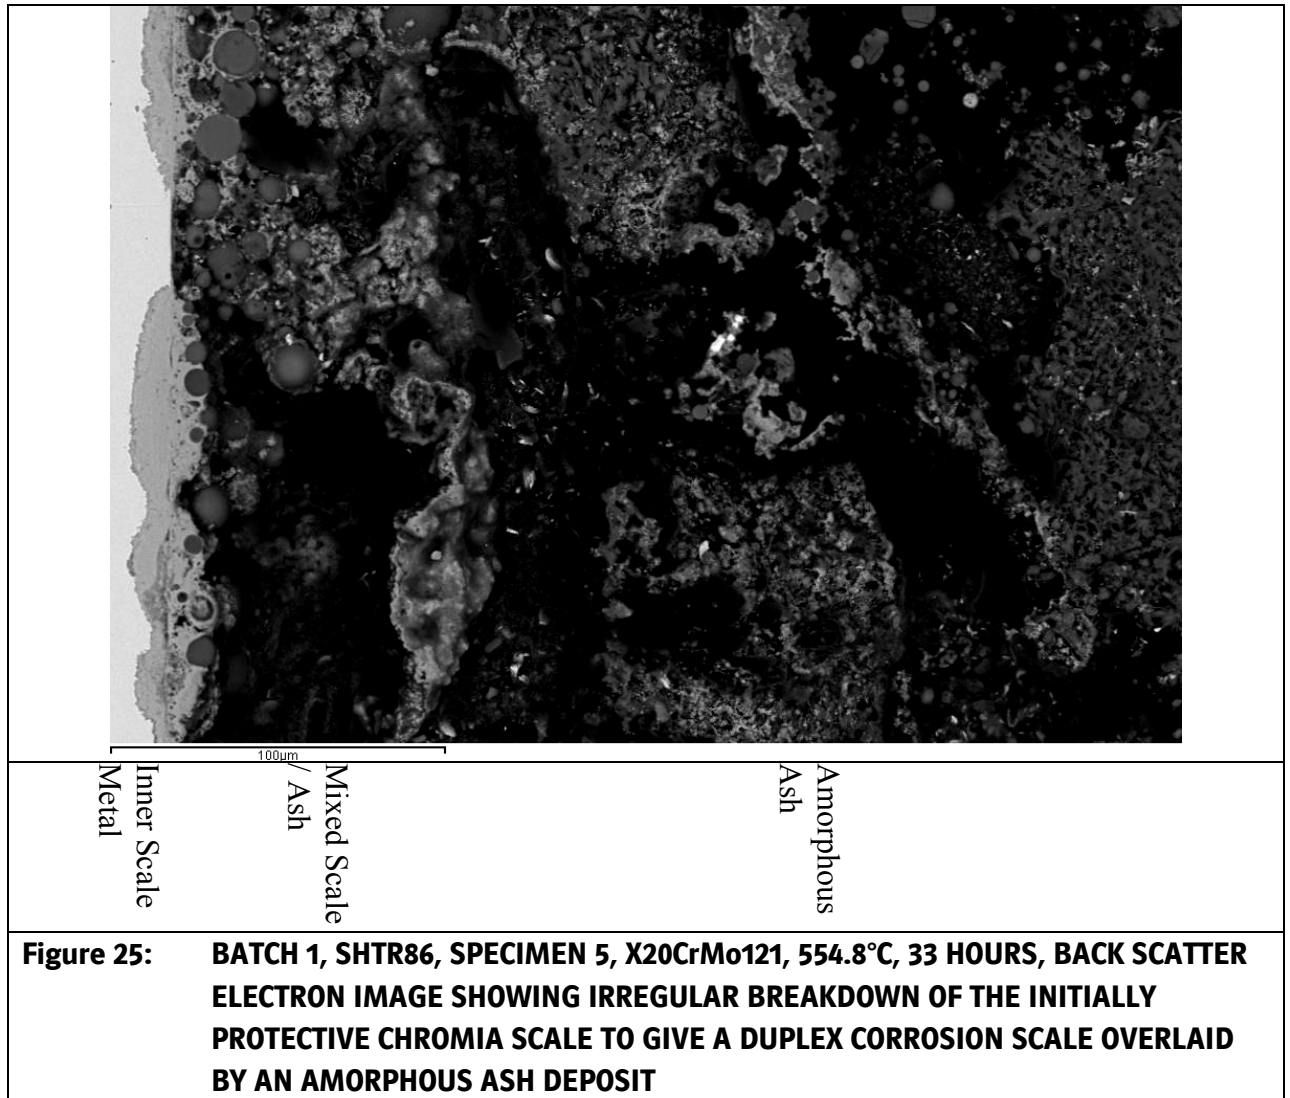 100µm
Metal
Inner Scale
Mixed Scale
/ Ash
Amorphous
Ash
Figure 25: BATCH 1, SHTR86, SPECIMEN 5, X20CrMo121, 554.8°C, 33 HOURS, BACK SCATTER
ELECTRON IMAGE SHOWING IRREGULAR BREAKDOWN OF THE INITIALLY
PROTECTIVE CHROMIA SCALE TO GIVE A DUPLEX CORROSION SCALE OVERLAID
BY AN AMORPHOUS ASH DEPOSIT